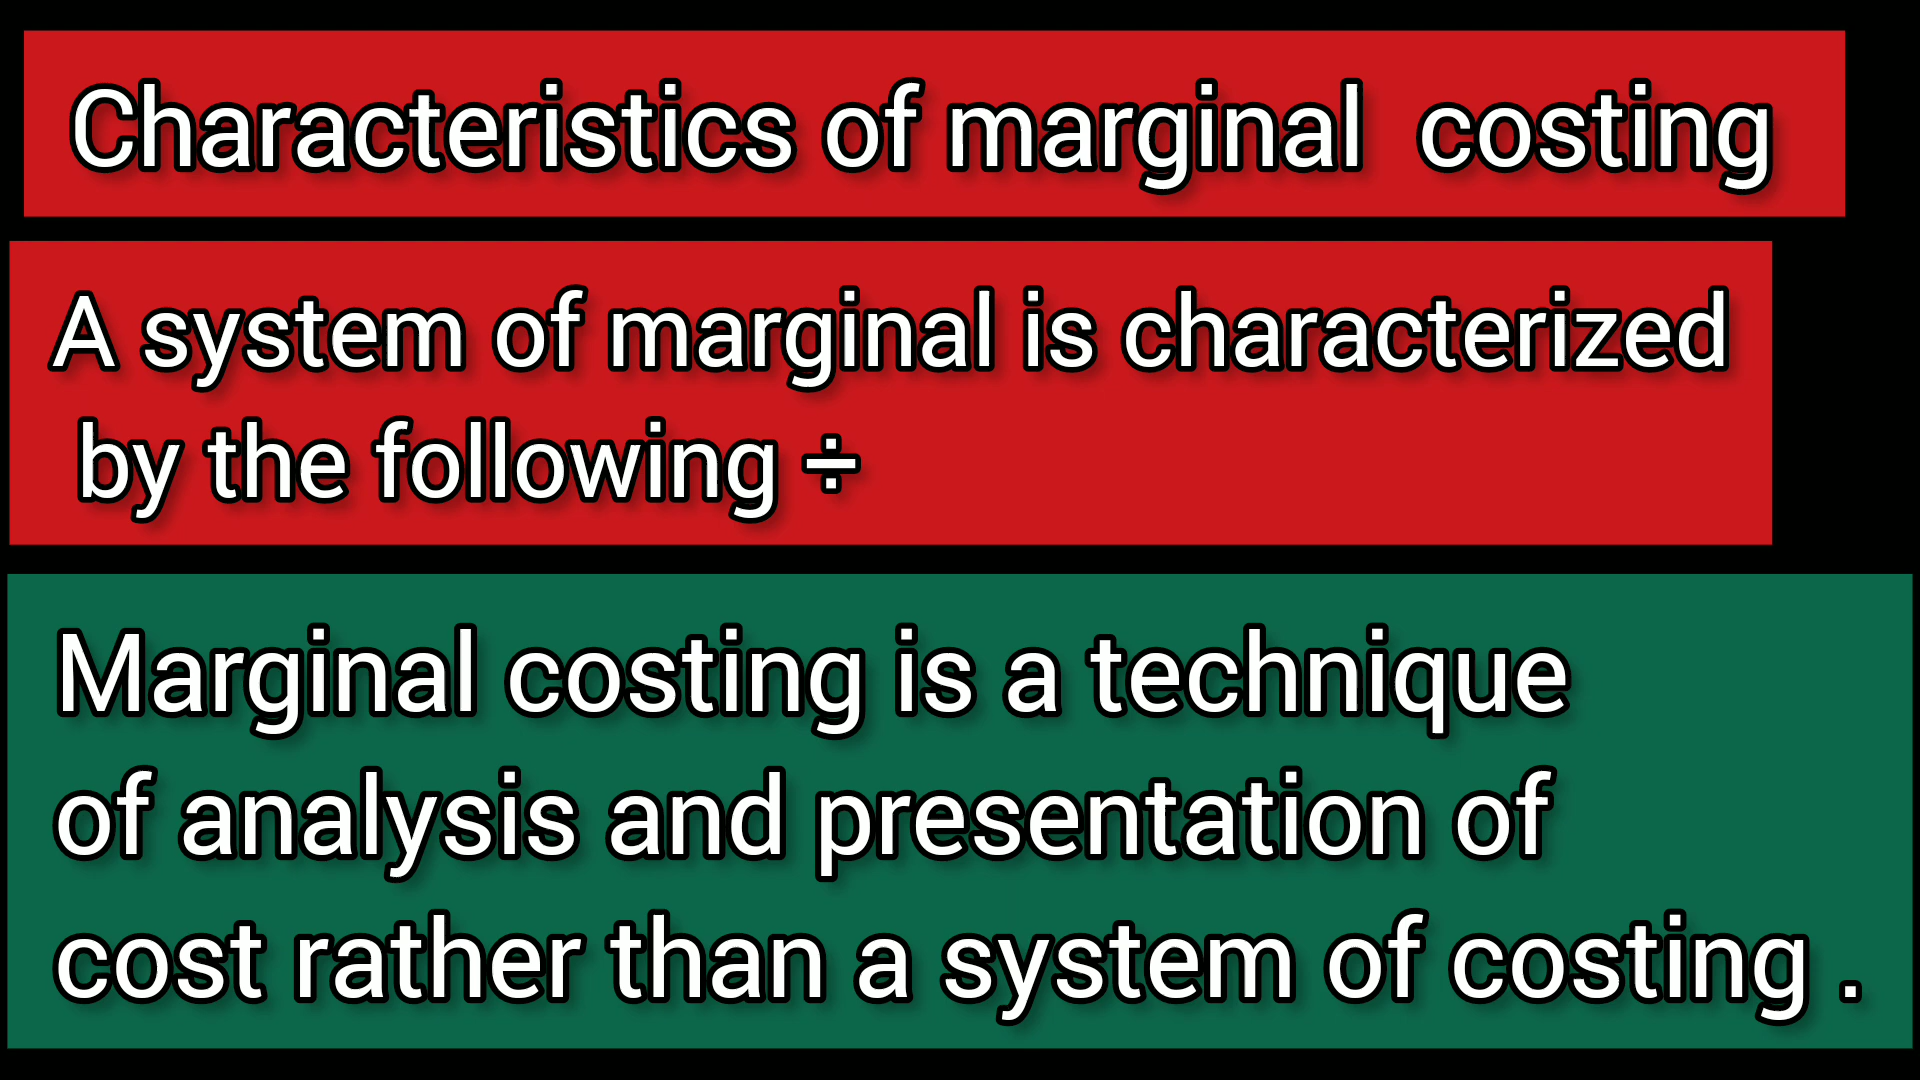 Characteristics of marginal  costing
A system of marginal is characterized
by the following ÷
Marginal costing is a technique
of analysis and presentation of
cost rather than a system of costing .